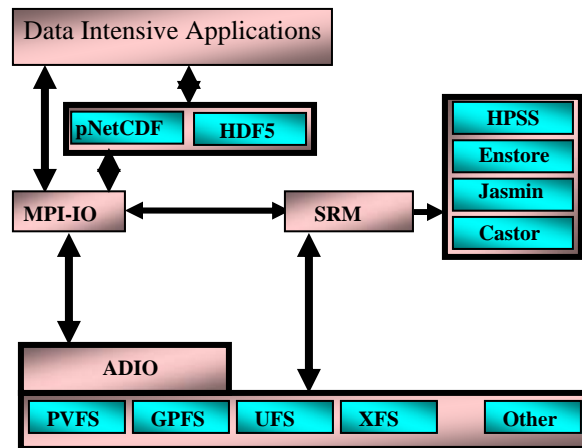 Data Intensive Applications
pNetCDF
HDF5
HPSS
Enstore
Jasmin
Castor
MPI-IO
SRM
ADIO
PVFS
GPFS
UFS
XFS
Other